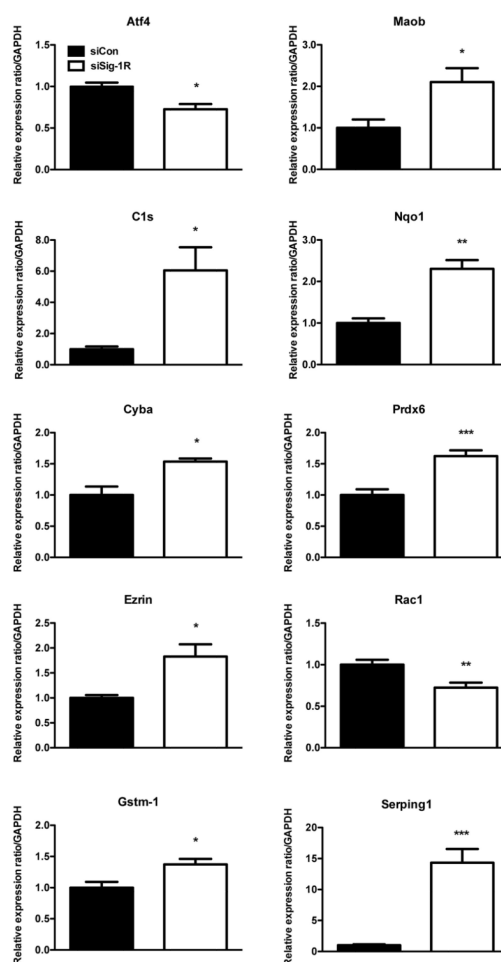 Atf4
Relative expression ratio/GAPDH
1.5
1.0
0.5
0.0
siCon
siSig-1R
*
Maob
Relative expression ratio/GAPDH
3.0
2.0
1.0
0.0
*
C1s
Relative expression ratio/GAPDH
8.0
6.0
4.0
2.0
0.0
*
Nqo1
Relative expression ratio/GAPDH
3.0
2.0
1.0
0.0
**
Cyba
Relative expression ratio/GAPDH
2.0
1.5
1.0
0.5
0.0
*
Prdx6
Relative expression ratio/GAPDH
2.0
1.5
1.0
0.5
0.0
***
Ezrin
Relative expression ratio/GAPDH
2.5
2.0
1.5
1.0
0.5
0.0
*
Rac1
Relative expression ratio/GAPDH
1.5
1.0
0.5
0.0
**
Gstm-1
Relative expression ratio/GAPDH
2.0
1.5
1.0
0.5
0.0
*
Serping1
Relative expression ratio/GAPDH
20
15
10
5
0
***